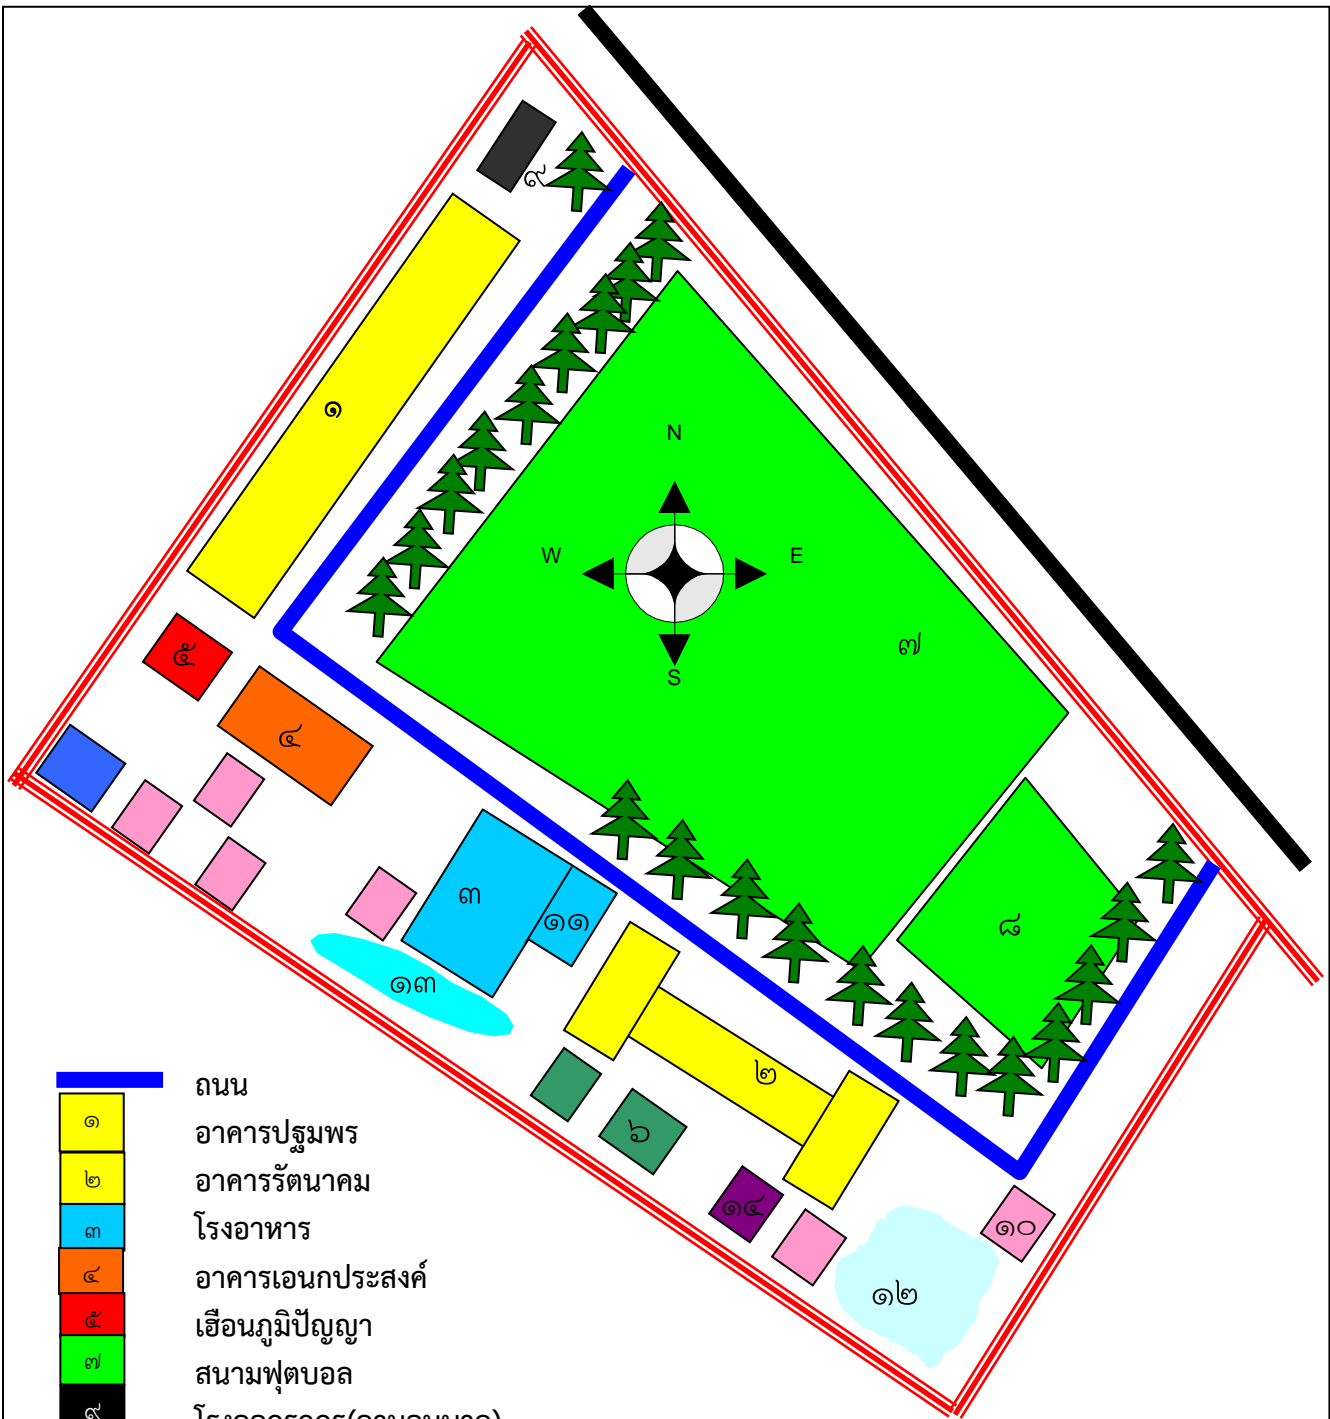 ๙
๑
N
W
E
๗
S
๕
๔
๓
๑๑
๘
๑๓
๒
๖
๑๔
๑๐
๑๒
ถนน
๑ อาคารปฐมพร
๒ อาคารรัตนาคม
๓ โรงอาหาร
๔ อาคารเอนกประสงค์
๕ เฮือนภูมิปัญญา
๗ สนามฟุตบอล
๙